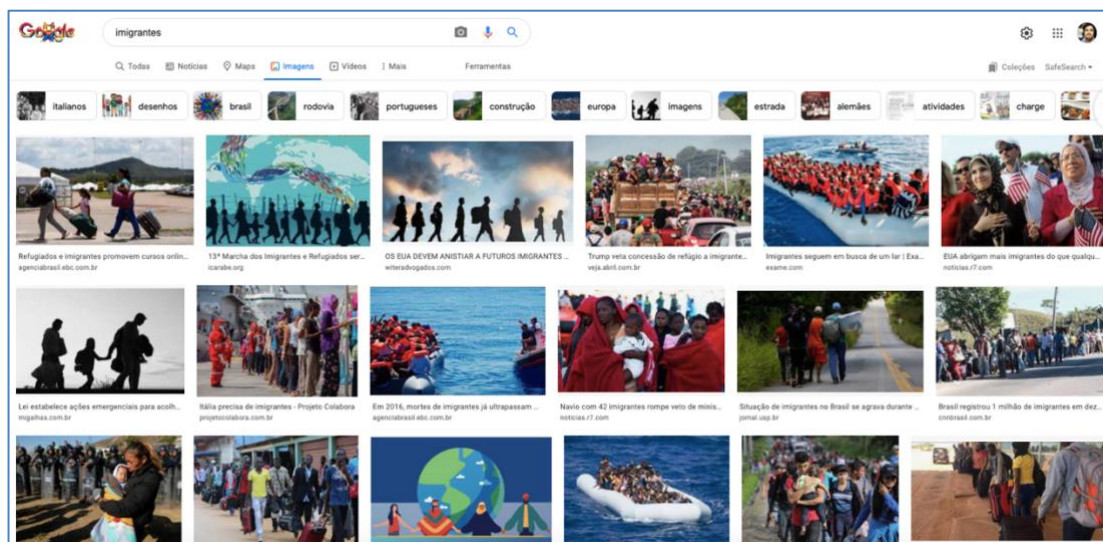 Google
imigrantes
Todas Notícias Maps Imagens Vídeos Mais Ferramentas Coleções SafeSearch
italianos desenhos brasil rodovia portugueses construção europa imagens estrada alemães atividades charge
Refugiados e imigrantes promovem cursos onlin...
13ª Marcha dos Imigrantes e Refugiados ser...
OS EUA DEVEM ANISTIAR A FUTUROS IMIGRANTES ...
Trump veta concessão de refúgio a imigrante...
Imigrantes seguem em busca de um lar | Exa...
EUA abrigam mais imigrantes do que qualqu...
agenciabrasil.ebc.com.br
icarabe.org
witeradvogados.com
veja.abril.com.br
exame.com
noticias.r7.com
Lei estabelece ações emergenciais para acolh...
Itália precisa de imigrantes - Projeto Colabora
Em 2016, mortes de imigrantes já ultrapassam ...
Navio com 42 imigrantes rompe veto de minis...
Situação de imigrantes no Brasil se agrava durante ...
Brasil registrou 1 milhão de imigrantes em dez...
migalhas.com.br
projetocolabora.com.br
agenciabrasil.ebc.com.br
noticias.r7.com
jornal.usp.br
cnnbrasil.com.br